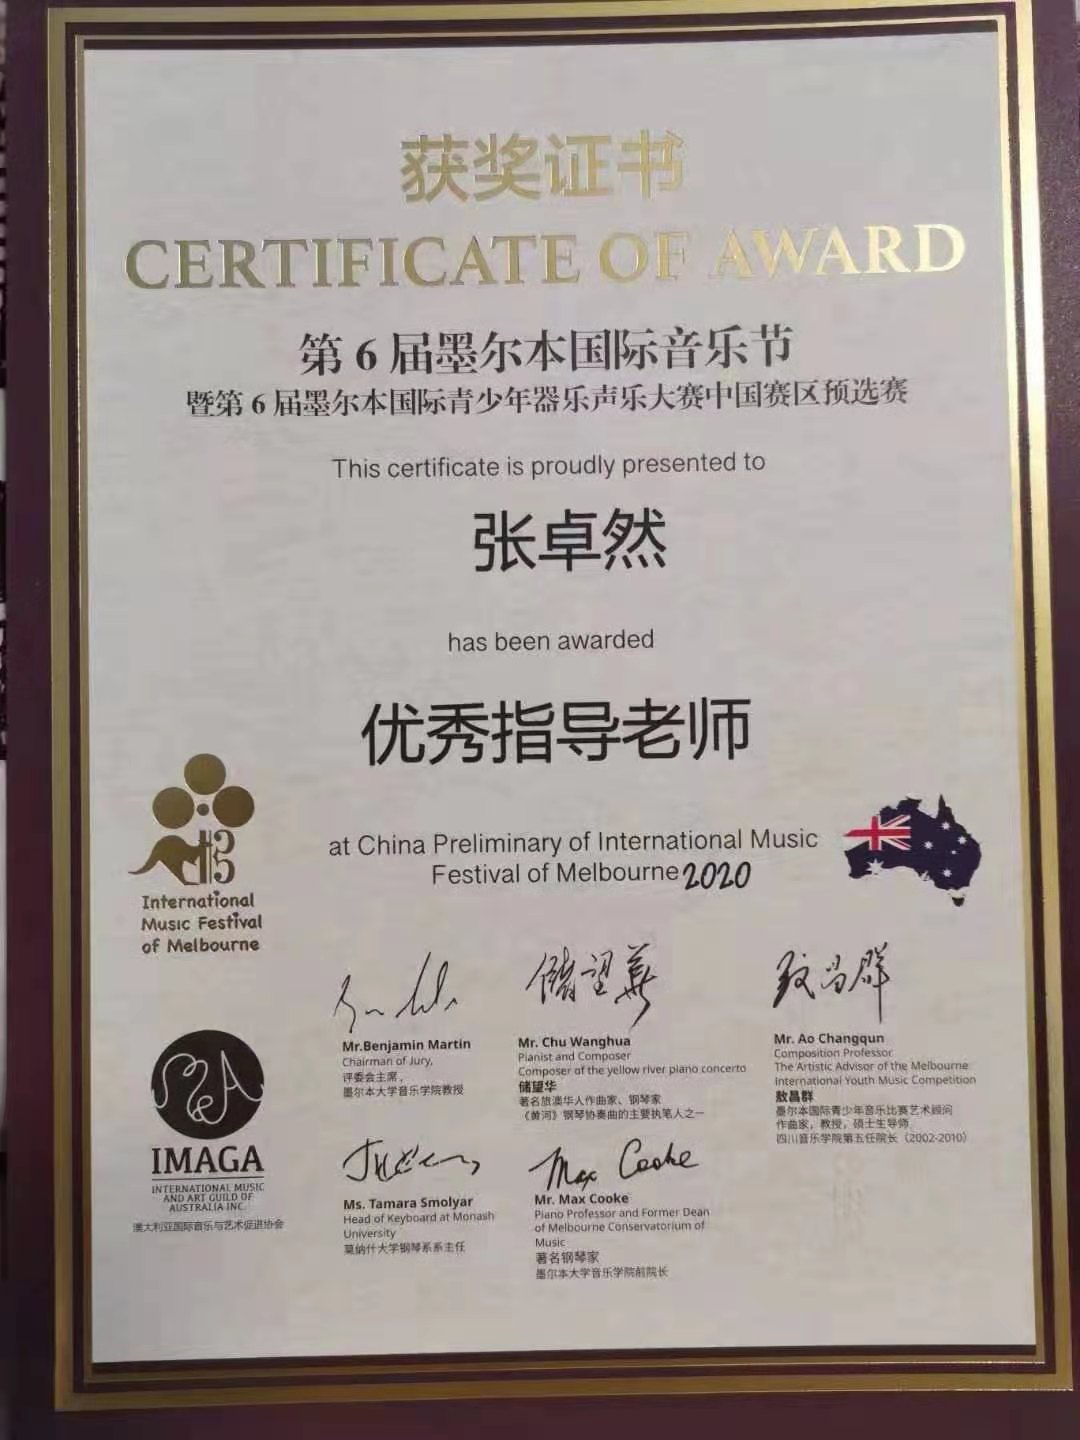 获奖证书
CERTIFICATE OF AWARD
第6届墨尔本国际音乐节
暨第6届墨尔本国际青少年器乐声乐大赛中国赛区预选赛
This certificate is proudly presented to
张卓然
has been awarded
优秀指导老师
at China Preliminary of International Music
Festival of Melbourne 2020
International
Music Festival
of Melbourne
储望华
敖昌群
Mr.Benjamin Martin
Chairman of Jury,
评委会主席，
墨尔本大学音乐学院教授
Mr. Chu Wanghua
Pianist and Composer
Composer of the yellow river piano concerto
储望华
著名旅澳华人作曲家、钢琴家
《黄河》钢琴协奏曲的主要执笔人之一
Mr. Ao Changqun
Composition Professor
The Artistic Advisor of the Melbourne
International Youth Music Competition
敖昌群
墨尔本国际青少年音乐比赛艺术顾问
作曲家，教授，硕士生导师
四川音乐学院第五任院长（2002-2010）
IMAGA
INTERNATIONAL MUSIC
AND ART GUILD OF
AUSTRALIA INC.
澳大利亚国际音乐与艺术促进协会
Max Cooke
Ms. Tamara Smolyar
Head of Keyboard at Monash
University
莫纳什大学钢琴系系主任
Mr. Max Cooke
Piano Professor and Former Dean
of Melbourne Conservatorium of
Music
著名钢琴家
墨尔本大学音乐学院前院长